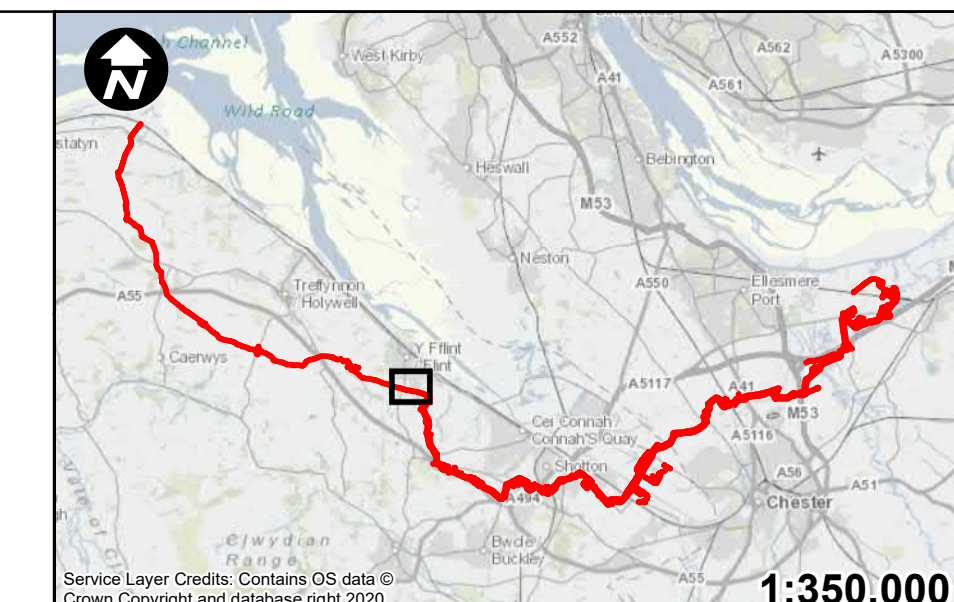 N
h Channel
West Kirby
A552
A562
A5300
A41
A561
Wild Road
statyn
Heswall
Bebington
M53
Neston
A550
Ellesmere
Port
Treffynnon
Holywell
A55
Caerwys
Y Fflint
Flint
A5117
A41
M53
Cei Connah /
Connah'S Quay
A5116
Shotton
A56
A51
A494
Chester
Clwydian
Range
Bwcle
Buckley
A55
Service Layer Credits: Contains OS data ©
Crown Copyright and database right 2020
1:350,000